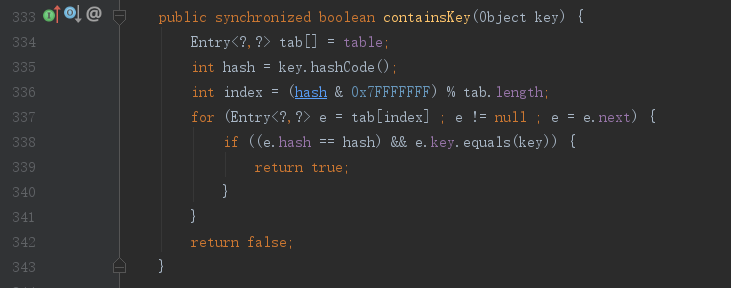 333 public synchronized boolean containsKey(Object key) {
334 Entry<?,?> tab[] = table;
335 int hash = key.hashCode();
336 int index = (hash & 0x7FFFFFFF) % tab.length;
337 for (Entry<?,?> e = tab[index] ; e != null ; e = e.next) {
338 if ((e.hash == hash) && e.key.equals(key)) {
339 return true;
340 }
341 }
342 return false;
343 }